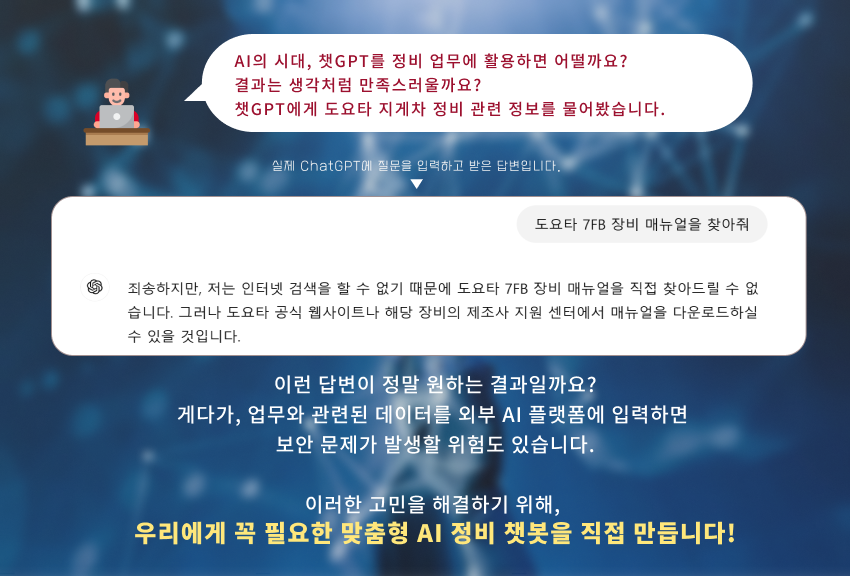 AI의 시대, 챗GPT를 정비 업무에 활용하면 어떨까요?
결과는 생각처럼 만족스러울까요?
챗GPT에게 도요타 지게차 정비 관련 정보를 물어봤습니다.
실제 ChatGPT에 질문을 입력하고 받은 답변입니다.
도요타 7FB 장비 매뉴얼을 찾아줘
죄송하지만, 저는 인터넷 검색을 할 수 없기 때문에 도요타 7FB 장비 매뉴얼을 직접 찾아드릴 수 없
습니다. 그러나 도요타 공식 웹사이트나 해당 장비의 제조사 지원 센터에서 매뉴얼을 다운로드하실
수 있을 것입니다.
이런 답변이 정말 원하는 결과일까요?
게다가, 업무와 관련된 데이터를 외부 AI 플랫폼에 입력하면
보안 문제가 발생할 위험도 있습니다.
이러한 고민을 해결하기 위해,
우리에게 꼭 필요한 맞춤형 AI 정비 챗봇을 직접 만듭니다!